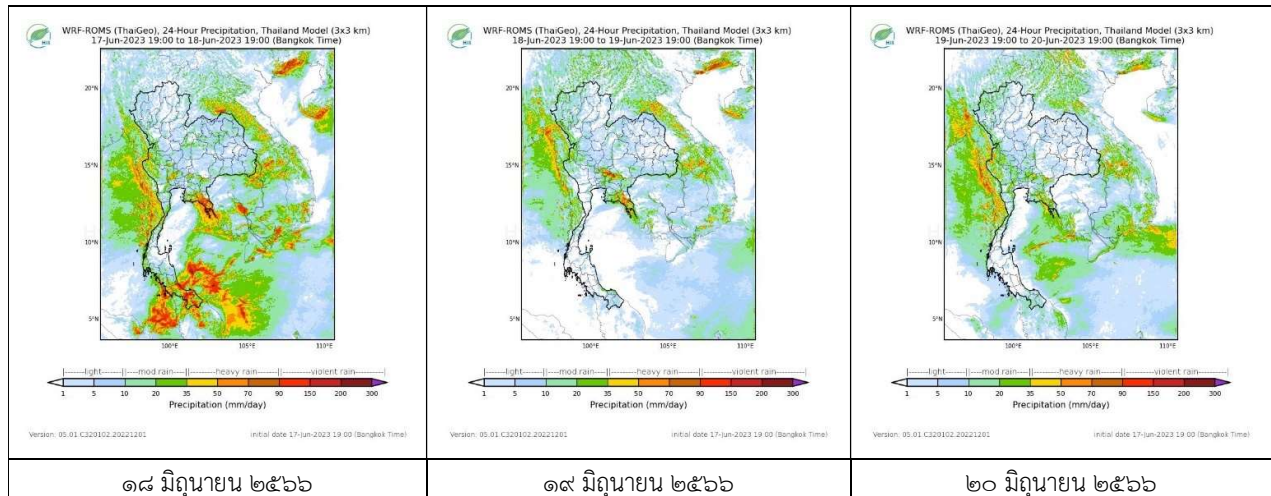 WRF-ROMS (ThaiGeo), 24-Hour Precipitation, Thailand Model (3x3 km)
17-Jun-2023 19:00 to 18-Jun-2023 19:00 (Bangkok Time)
20°N
15°N
10°N
5°N
100°E
105°E
110°E
|-------light-------||----mod rain----||--------heavy rain--------||------------violent rain------------|
1 5 10 20 35 50 70 90 150 200 300
Precipitation (mm/day)
Version: 05.01.C320102.20221201
initial date 17-Jun-2023 19:00 (Bangkok Time)
๑๘ มิถุนายน ๒๕๖๖
WRF-ROMS (ThaiGeo), 24-Hour Precipitation, Thailand Model (3x3 km)
18-Jun-2023 19:00 to 19-Jun-2023 19:00 (Bangkok Time)
20°N
15°N
10°N
5°N
100°E
105°E
110°E
|-------light-------||----mod rain----||--------heavy rain--------||------------violent rain------------|
1 5 10 20 35 50 70 90 150 200 300
Precipitation (mm/day)
Version: 05.01.C320102.20221201
initial date 17-Jun-2023 19:00 (Bangkok Time)
๑๙ มิถุนายน ๒๕๖๖
WRF-ROMS (ThaiGeo), 24-Hour Precipitation, Thailand Model (3x3 km)
19-Jun-2023 19:00 to 20-Jun-2023 19:00 (Bangkok Time)
20°N
15°N
10°N
5°N
100°E
105°E
110°E
|-------light-------||----mod rain----||--------heavy rain--------||------------violent rain------------|
1 5 10 20 35 50 70 90 150 200 300
Precipitation (mm/day)
Version: 05.01.C320102.20221201
initial date 17-Jun-2023 19:00 (Bangkok Time)
๒๐ มิถุนายน ๒๕๖๖